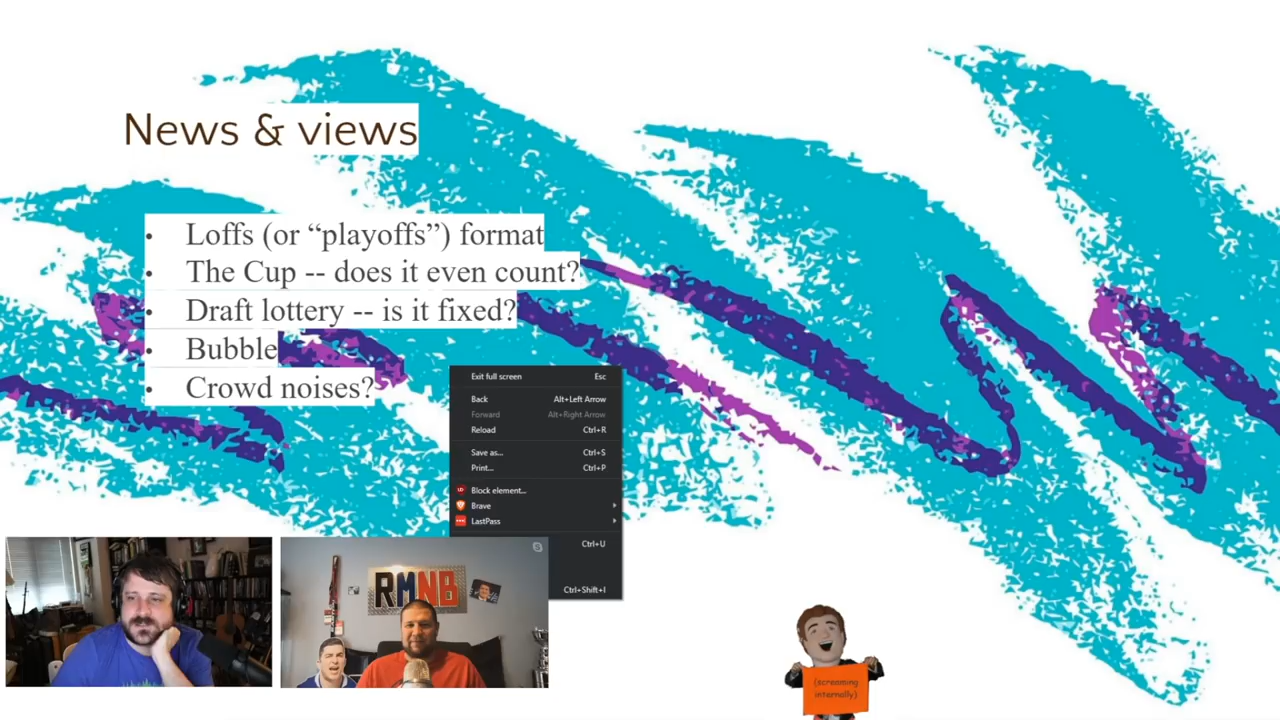 News & views
• Loffs (or “playoffs”) format
• The Cup -- does it even count?
• Draft lottery -- is it fixed?
• Bubble
• Crowd noises?
Exit full screen Esc
Back Alt+Left Arrow
Forward Alt+Right Arrow
Reload Ctrl+R
Save as... Ctrl+S
Print... Ctrl+P
Block element...
Brave
LastPass
Ctrl+U
Ctrl+Shift+I
RMNB
(screaming
internally)